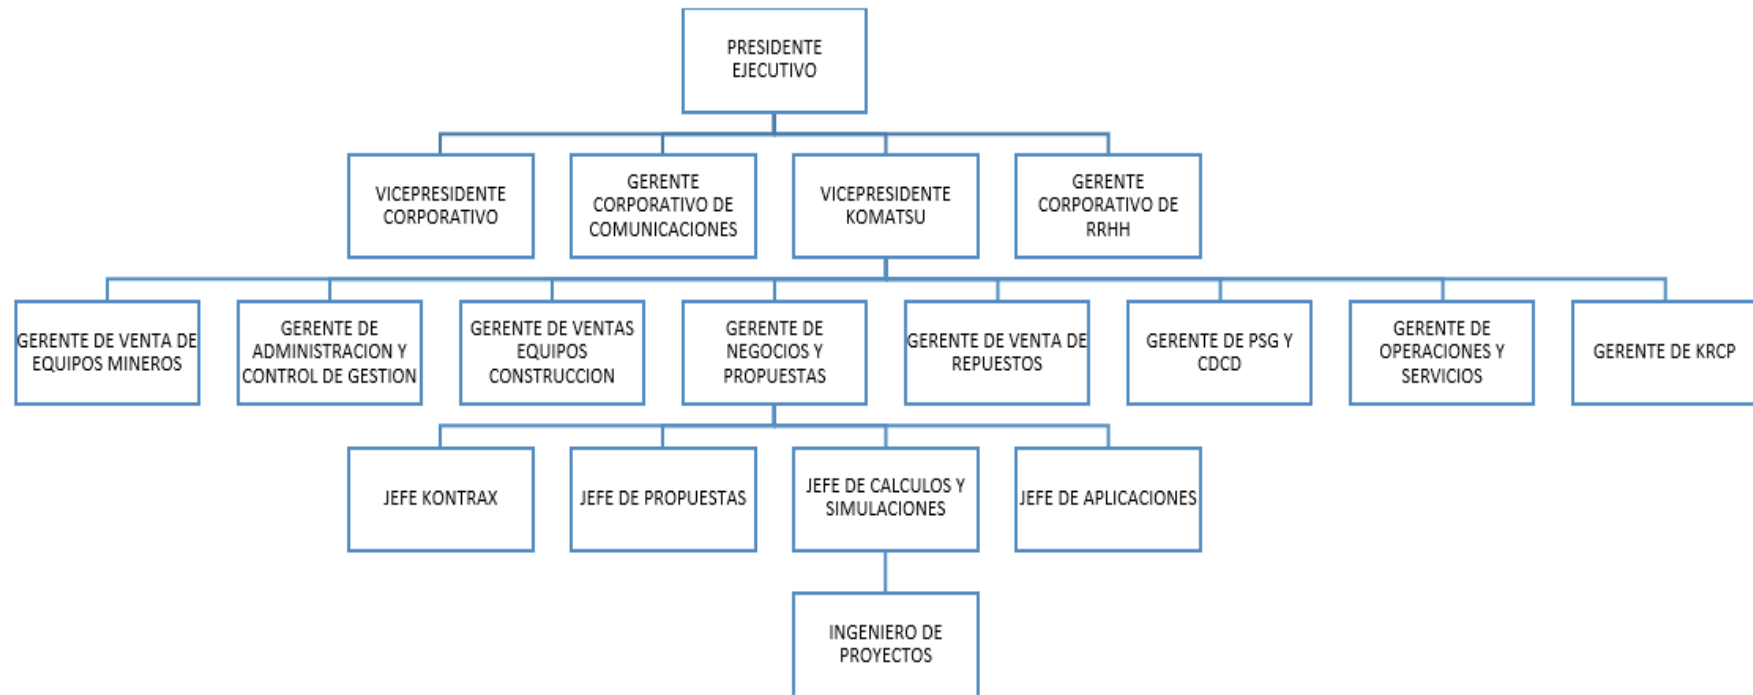 PRESIDENTE
EJECUTIVO
VICEPRESIDENTE
CORPORATIVO
GERENTE
CORPORATIVO DE
COMUNICACIONES
VICEPRESIDENTE
KOMATSU
GERENTE
CORPORATIVO DE
RRHH
GERENTE DE VENTA DE
EQUIPOS MINEROS
GERENTE DE
ADMINISTRACION Y
CONTROL DE GESTION
GERENTE DE VENTAS
EQUIPOS
CONSTRUCCION
GERENTE DE
NEGOCIOS Y
PROPUESTAS
GERENTE DE VENTA DE
REPUESTOS
GERENTE DE PSG Y
CDCD
GERENTE DE
OPERACIONES Y
SERVICIOS
GERENTE DE KRCP
JEFE KONTRAX
JEFE DE PROPUESTAS
JEFE DE CALCULOS Y
SIMULACIONES
JEFE DE APLICACIONES
INGENIERO DE
PROYECTOS